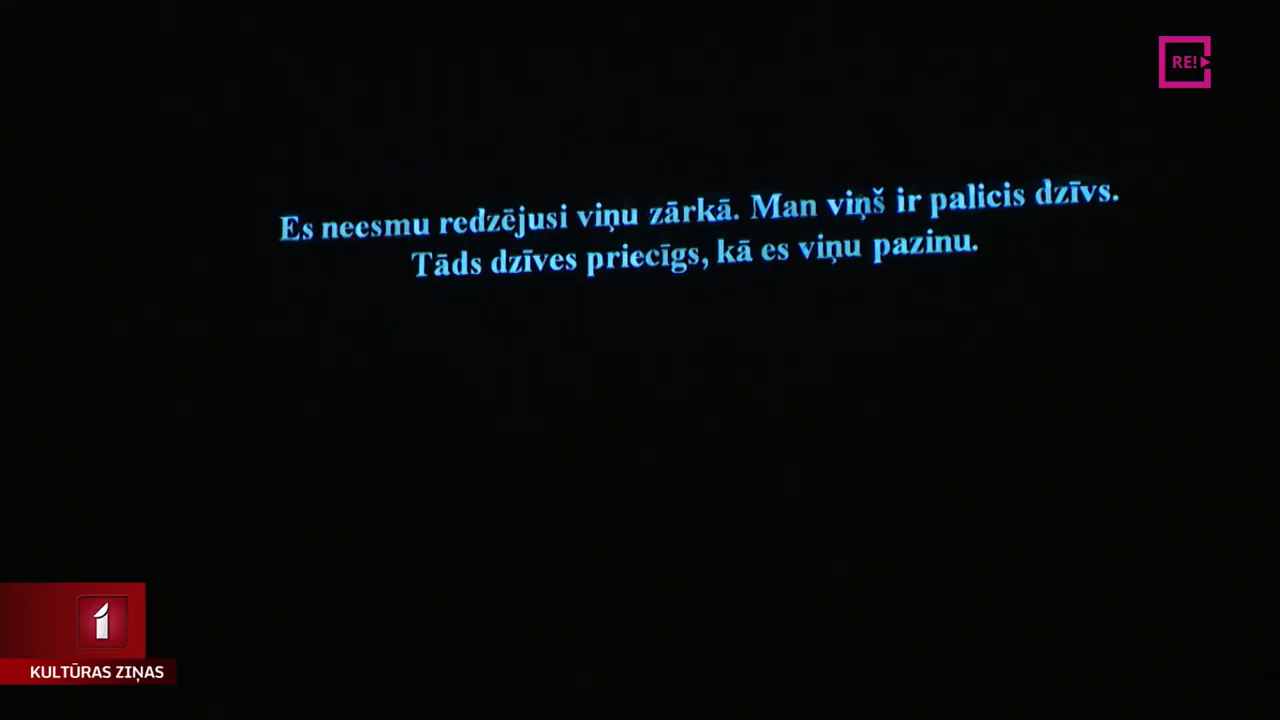 RE!
Es neesmu redzējusi viņu zārkā. Man viņš ir palicis dzīvs.
Tāds dzīves priecīgs, kā es viņu pazinu.
1
KULTŪRAS ZIŅAS